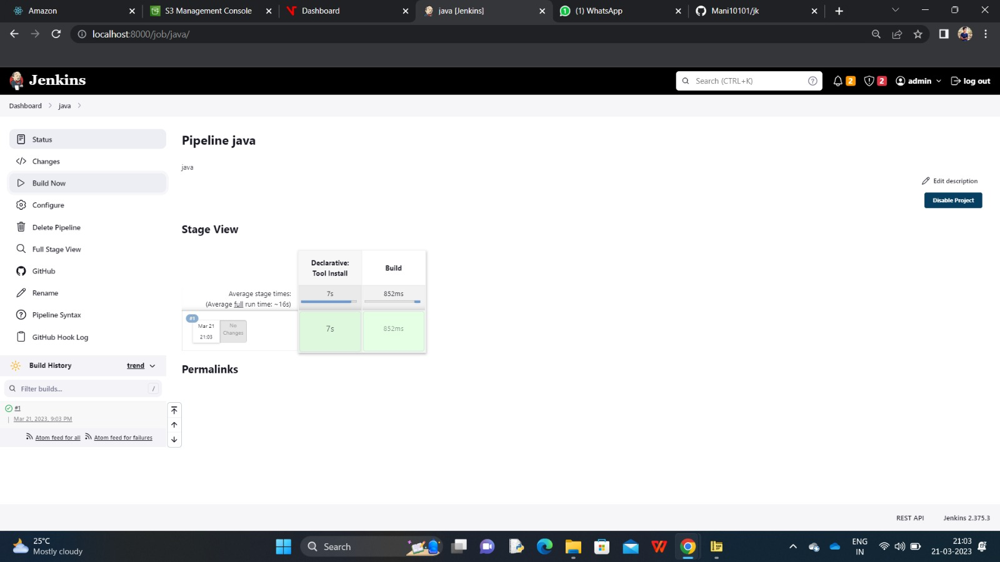 Amazon
S3 Management Console
Dashboard
java [Jenkins]
(1) WhatsApp
Mani10101/jk
localhost:8000/job/java/
Jenkins
Search (CTRL+K)
2
2
admin
log out
Dashboard
java
Status
Changes
Build Now
Configure
Delete Pipeline
Full Stage View
GitHub
Rename
Pipeline Syntax
GitHub Hook Log
Build History
trend
Filter builds...
/
#1
Mar 21, 2023, 9:03 PM
Atom feed for all
Atom feed for failures
Pipeline java
java
Edit description
Disable Project
Stage View
Declarative:
Tool Install
Build
Average stage times:
(Average full run time: ~16s)
7s
852ms
#1
Mar 21
21:03
No
Changes
7s
852ms
Permalinks
REST API
Jenkins 2.375.3
25°C
Mostly cloudy
Search
ENG
IN
21:03
21-03-2023